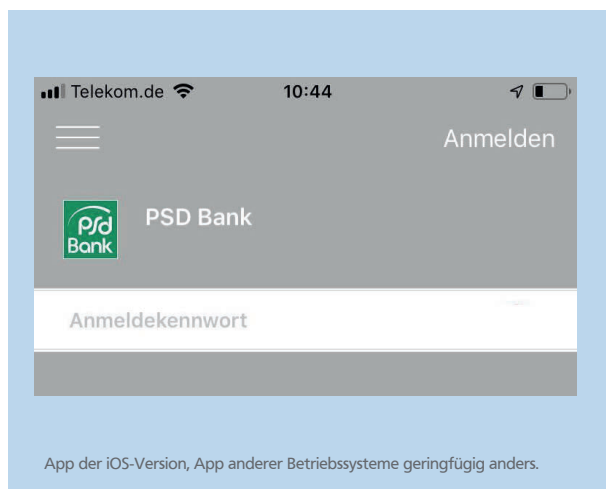 Telekom.de 10:44
Anmelden
psd
Bank
PSD Bank
Anmeldekennwort
App der iOS-Version, App anderer Betriebssysteme geringfügig anders.